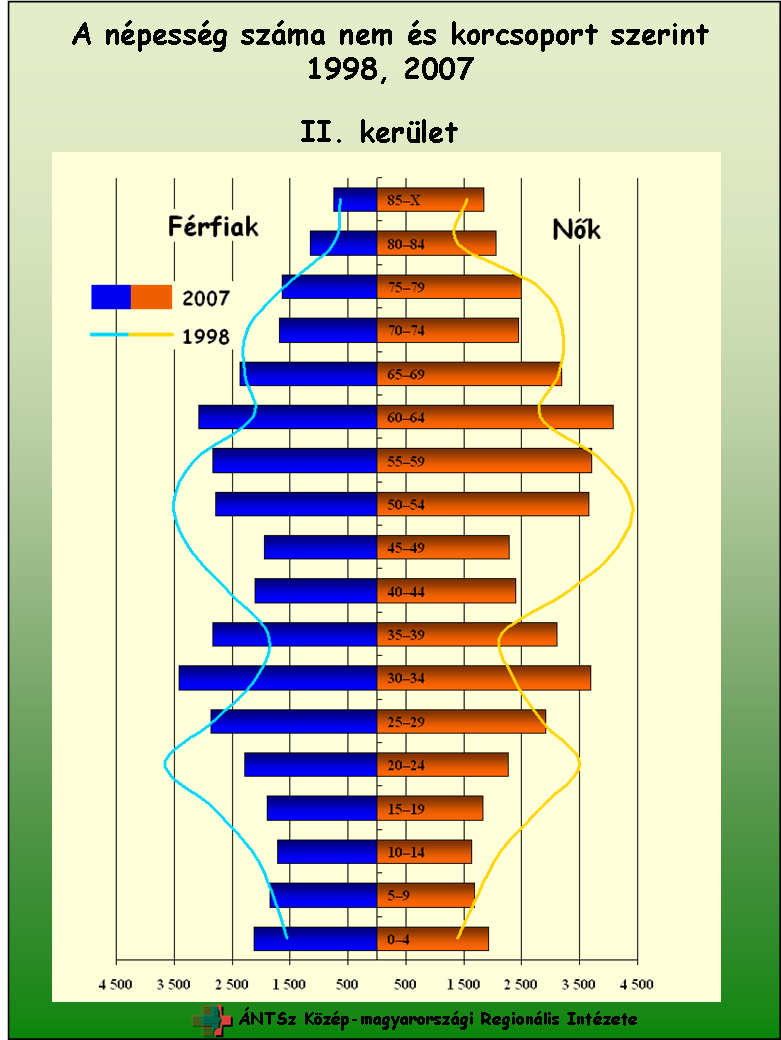 A népesség száma nem és korcsoport szerint
1998, 2007
II. kerület
Férfiak
Nők
2007
1998
85–X
80–84
75–79
70–74
65–69
60–64
55–59
50–54
45–49
40–44
35–39
30–34
25–29
20–24
15–19
10–14
5–9
0–4
4 500 3 500 2 500 1 500 500 500 1 500 2 500 3 500 4 500
ÁNTSz Közép-magyarországi Regionális Intézete